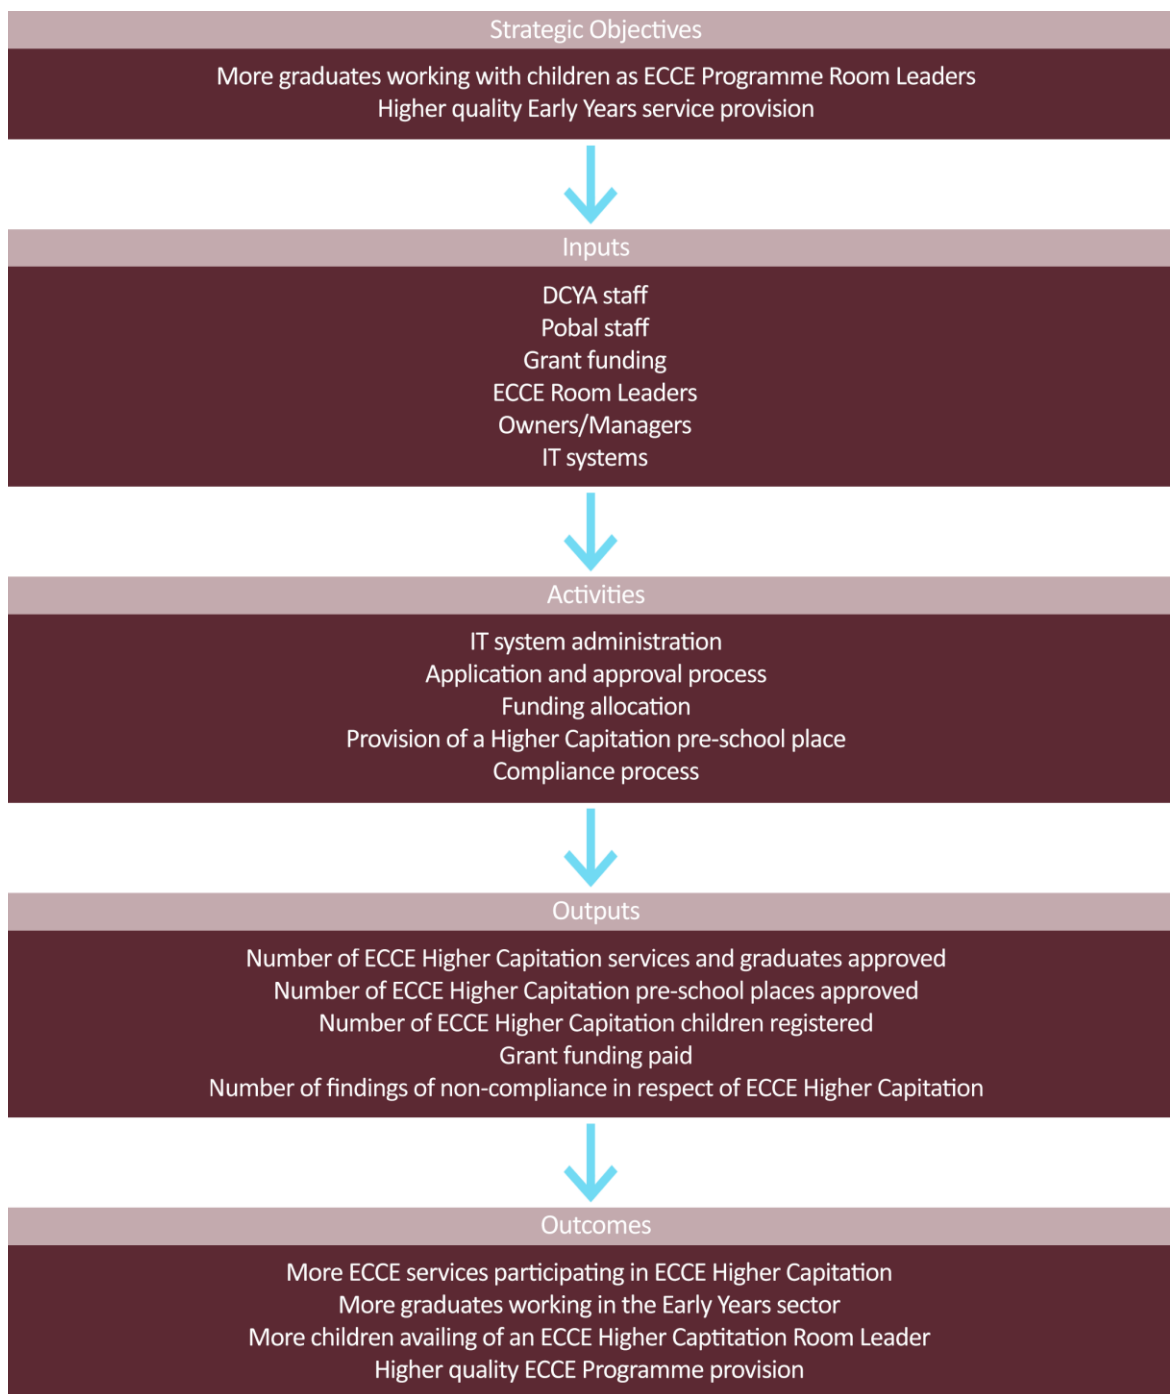 Strategic Objectives
More graduates working with children as ECCE Programme Room Leaders
Higher quality Early Years service provision
Inputs
DCYA staff
Pobal staff
Grant funding
ECCE Room Leaders
Owners/Managers
IT systems
Activities
IT system administration
Application and approval process
Funding allocation
Provision of a Higher Capitation pre-school place
Compliance process
Outputs
Number of ECCE Higher Capitation services and graduates approved
Number of ECCE Higher Capitation pre-school places approved
Number of ECCE Higher Capitation children registered
Grant funding paid
Number of findings of non-compliance in respect of ECCE Higher Capitation
Outcomes
More ECCE services participating in ECCE Higher Capitation
More graduates working in the Early Years sector
More children availing of an ECCE Higher Captitation Room Leader
Higher quality ECCE Programme provision